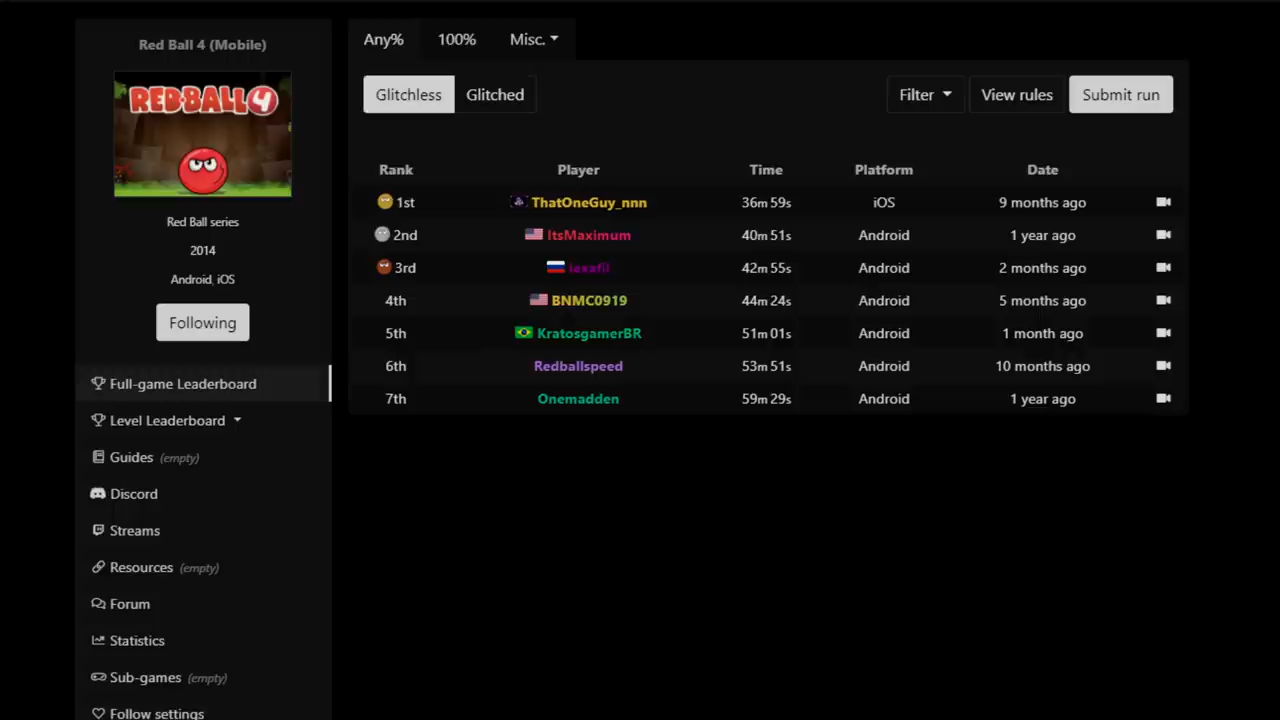 Red Ball 4 (Mobile)
RED BALL 4
Red Ball series
2014
Android, iOS
Following
Full-game Leaderboard
Level Leaderboard
Guides (empty)
Discord
Streams
Resources (empty)
Forum
Statistics
Sub-games (empty)
Follow settings
Any% 100% Misc.
Glitchless Glitched Filter View rules Submit run
Rank Player Time Platform Date
1st ThatOneGuy_nnn 36m 59s iOS 9 months ago
2nd ItsMaximum 40m 51s Android 1 year ago
3rd lexafil 42m 55s Android 2 months ago
4th BNMC0919 44m 24s Android 5 months ago
5th KratosgamerBR 51m 01s Android 1 month ago
6th Redballspeed 53m 51s Android 10 months ago
7th Onemadden 59m 29s Android 1 year ago